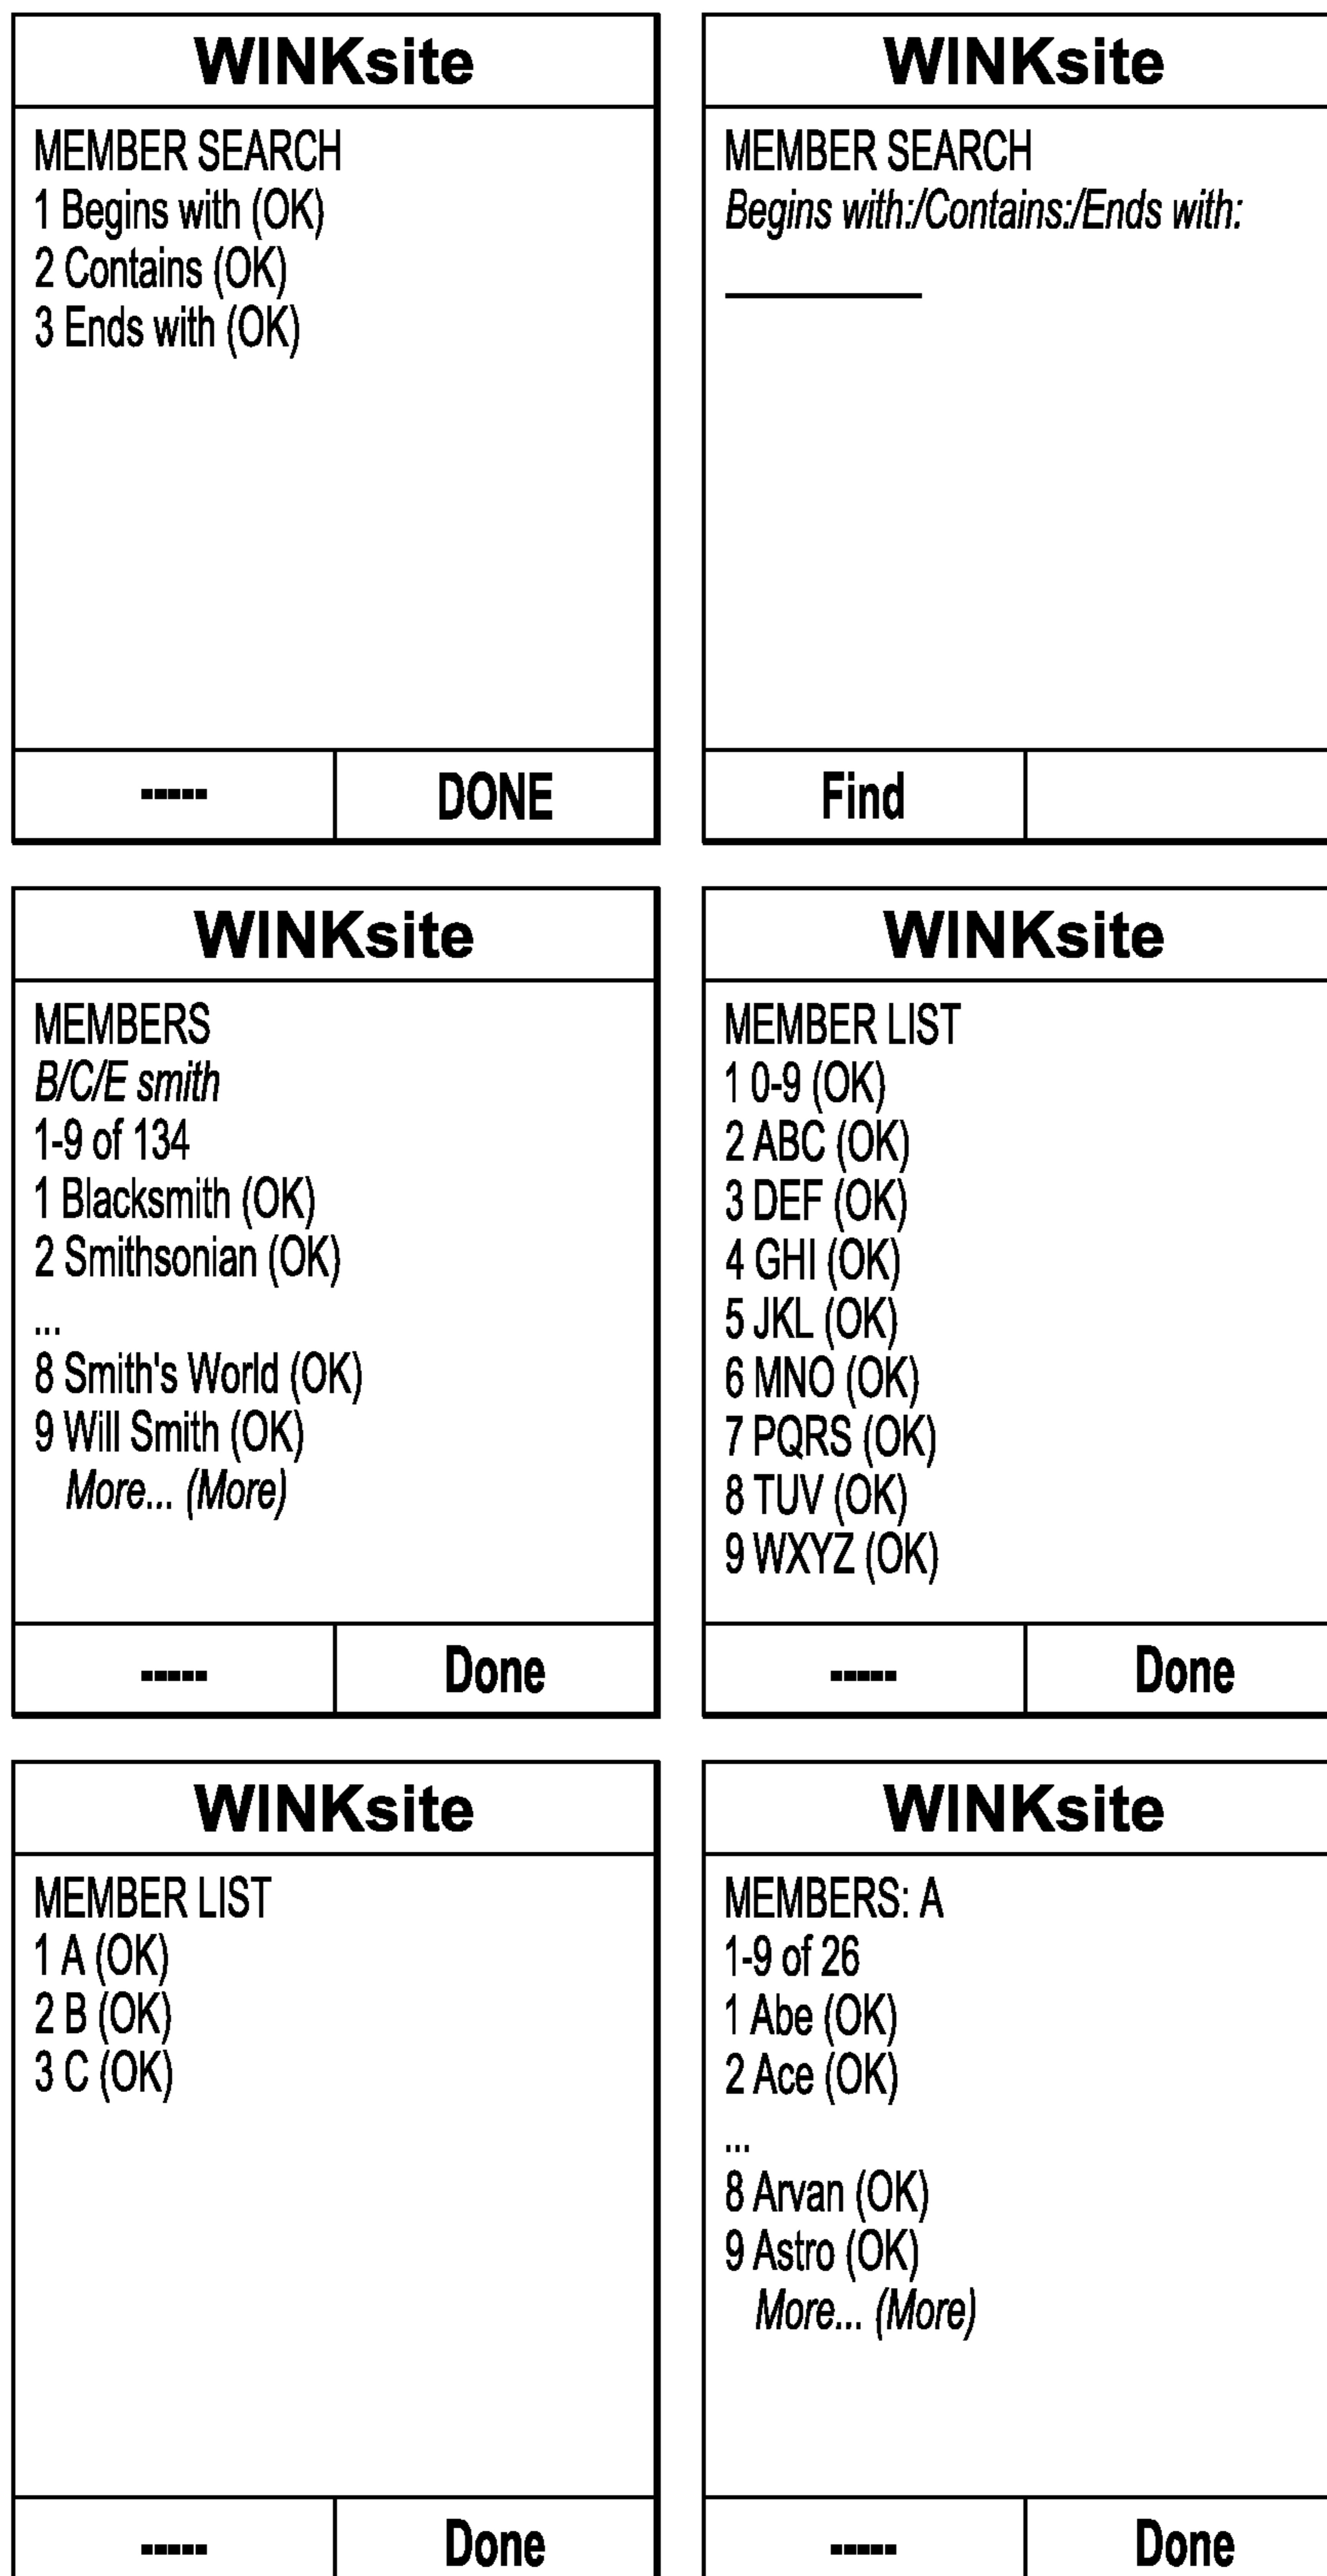 WINKsite
MEMBER SEARCH
1 Begins with (OK)
2 Contains (OK)
3 Ends with (OK)
-----
DONE
WINKsite
MEMBER SEARCH
Begins with:/Contains:/Ends with:
__________
Find
WINKsite
MEMBERS
B/C/E smith
1-9 of 134
1 Blacksmith (OK)
2 Smithsonian (OK)
...
8 Smith's World (OK)
9 Will Smith (OK)
More... (More)
-----
Done
WINKsite
MEMBER LIST
1 0-9 (OK)
2 ABC (OK)
3 DEF (OK)
4 GHI (OK)
5 JKL (OK)
6 MNO (OK)
7 PQRS (OK)
8 TUV (OK)
9 WXYZ (OK)
-----
Done
WINKsite
MEMBER LIST
1 A (OK)
2 B (OK)
3 C (OK)
-----
Done
WINKsite
MEMBERS: A
1-9 of 26
1 Abe (OK)
2 Ace (OK)
...
8 Arvan (OK)
9 Astro (OK)
More... (More)
-----
Done